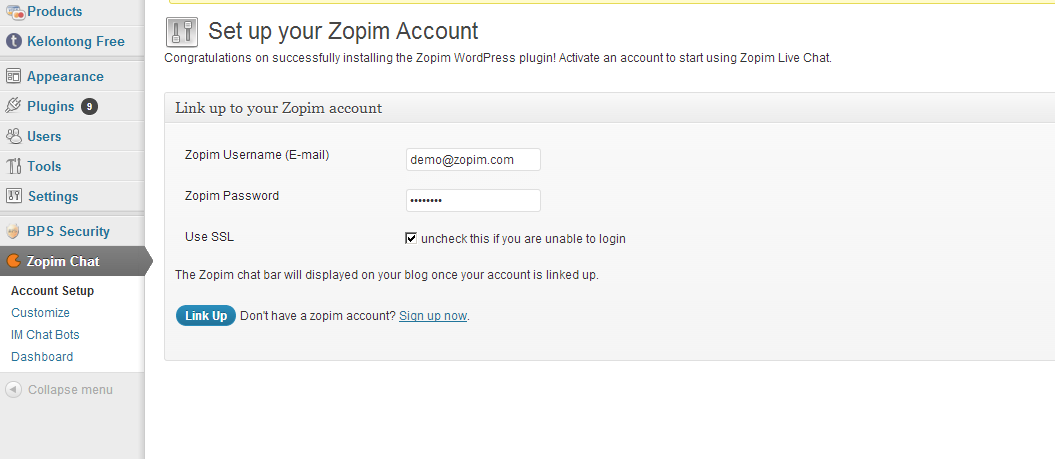 Products
Kelontong Free
Appearance
Plugins 9
Users
Tools
Settings
BPS Security
Zopim Chat
Account Setup
Customize
IM Chat Bots
Dashboard
Collapse menu
Set up your Zopim Account
Congratulations on successfully installing the Zopim WordPress plugin! Activate an account to start using Zopim Live Chat.
Link up to your Zopim account
Zopim Username (E-mail) demo@zopim.com
Zopim Password ••••••••
Use SSL uncheck this if you are unable to login
The Zopim chat bar will displayed on your blog once your account is linked up.
Link Up Don't have a zopim account? Sign up now.